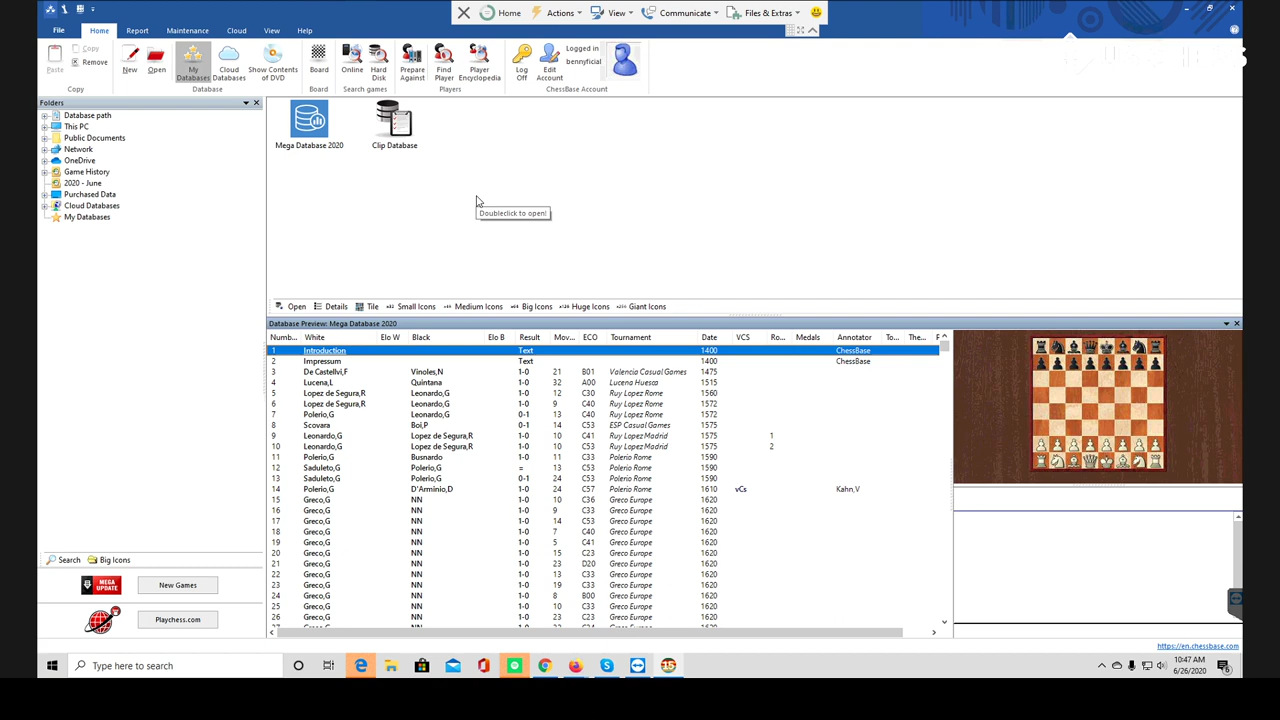 Home Actions View Communicate Files & Extras
File Home Report Maintenance Cloud View Help
Paste Copy Remove New Open My Databases Cloud Databases Show Contents of DVD Board Online Hard Disk Prepare Against Find Player Player Encyclopedia Log Off Edit Account Logged in bennyficial
Copy Database Board Search games Players ChessBase Account
Folders
Database path
This PC
Public Documents
Network
OneDrive
Game History
2020 - June
Purchased Data
Cloud Databases
My Databases
Search Big Icons
MEGA UPDATE New Games
Playchess.com
Mega Database 2020 Clip Database
Doubleclick to open!
Open Details Tile Small Icons Medium Icons Big Icons Huge Icons Giant Icons
Database Preview: Mega Database 2020
Numb... White Elo W Black Elo B Result Mov... ECO Tournament Date VCS Ro... Medals Annotator To... The...
1 Introduction Text 1400 ChessBase
2 Impressum Text 1400 ChessBase
3 De Castellvi,F Vinoles,N 1-0 21 B01 Valencia Casual Games 1475
4 Lucena,L Quintana 1-0 32 A00 Lucena Huesca 1515
5 Lopez de Segura,R Leonardo,G 1-0 12 C30 Ruy Lopez Rome 1560
6 Lopez de Segura,R Leonardo,G 1-0 9 C40 Ruy Lopez Rome 1572
7 Polerio,G Leonardo,G 0-1 13 C40 Ruy Lopez Rome 1572
8 Scovara Boi,P 0-1 14 C53 ESP Casual Games 1575
9 Leonardo,G Lopez de Segura,R 1-0 10 C41 Ruy Lopez Madrid 1575 1
10 Leonardo,G Lopez de Segura,R 1-0 10 C53 Ruy Lopez Madrid 1575 2
11 Polerio,G Busnardo 1-0 11 C33 Polerio Rome 1590
12 Saduleto,G Polerio,G = 13 C53 Polerio Rome 1590
13 Saduleto,G Polerio,G 0-1 24 C53 Polerio Rome 1590
14 Polerio,G D'Arminio,D 1-0 24 C57 Polerio Rome 1610 vCs Kahn,V
15 Greco,G NN 1-0 10 C36 Greco Europe 1620
16 Greco,G NN 1-0 9 C33 Greco Europe 1620
17 Greco,G NN 1-0 14 C53 Greco Europe 1620
18 Greco,G NN 1-0 7 C40 Greco Europe 1620
19 Greco,G NN 1-0 5 C41 Greco Europe 1620
20 Greco,G NN 1-0 15 C23 Greco Europe 1620
21 Greco,G NN 1-0 23 D20 Greco Europe 1620
22 Greco,G NN 1-0 14 C33 Greco Europe 1620
23 Greco,G NN 1-0 19 C33 Greco Europe 1620
24 Greco,G NN 1-0 8 B00 Greco Europe 1620
25 Greco,G NN 1-0 10 C33 Greco Europe 1620
26 Greco,G NN 1-0 23 C53 Greco Europe 1620
https://en.chessbase.com
Type here to search
10:47 AM
6/26/2020